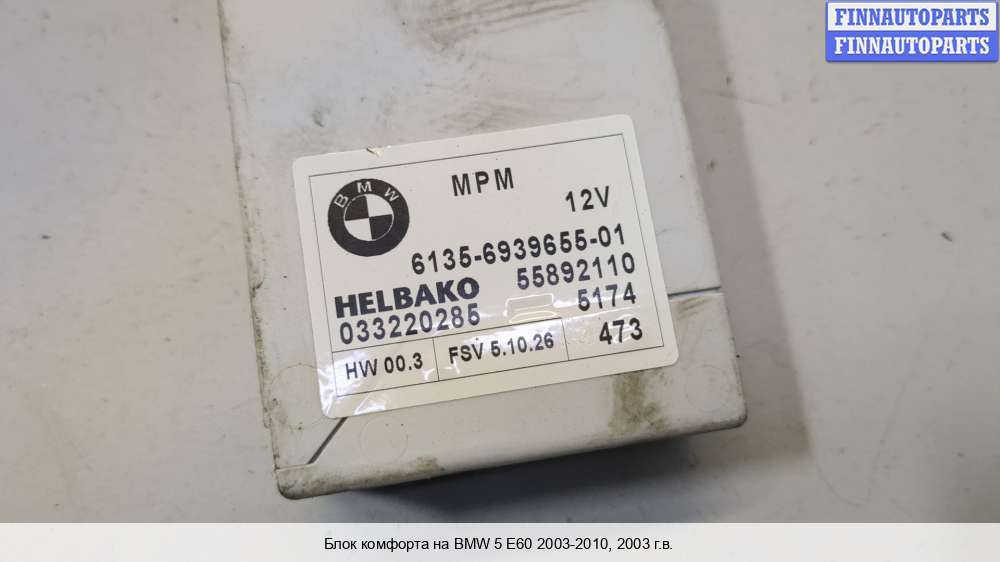 FINNAUTOPARTS
FINNAUTOPARTS
BMW
MPM
12V
6135-6939655-01
HELBAKO 55892110
033220285 5174
HW 00.3 FSV 5.10.26 473
Блок комфорта на BMW 5 E60 2003-2010, 2003 г.в.